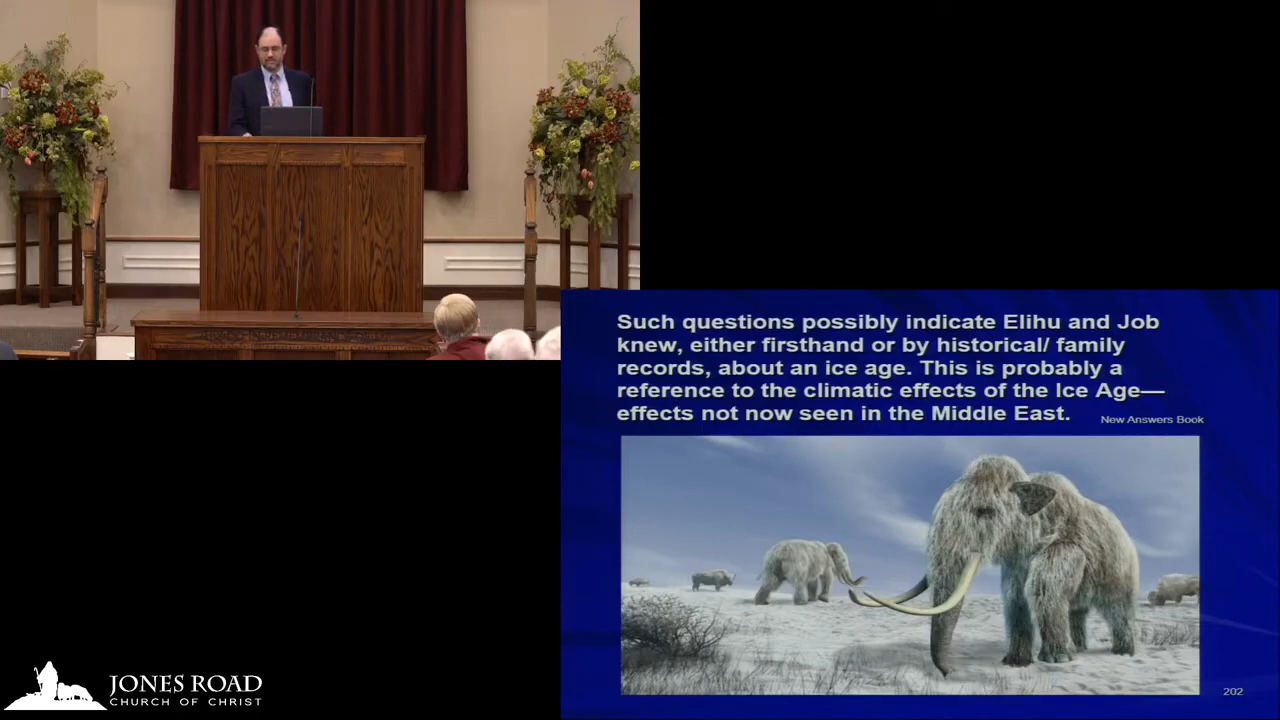 Such questions possibly indicate Elihu and Job
knew, either firsthand or by historical/ family
records, about an ice age. This is probably a
reference to the climatic effects of the Ice Age—
effects not now seen in the Middle East.
New Answers Book
202
JONES ROAD
CHURCH OF CHRIST